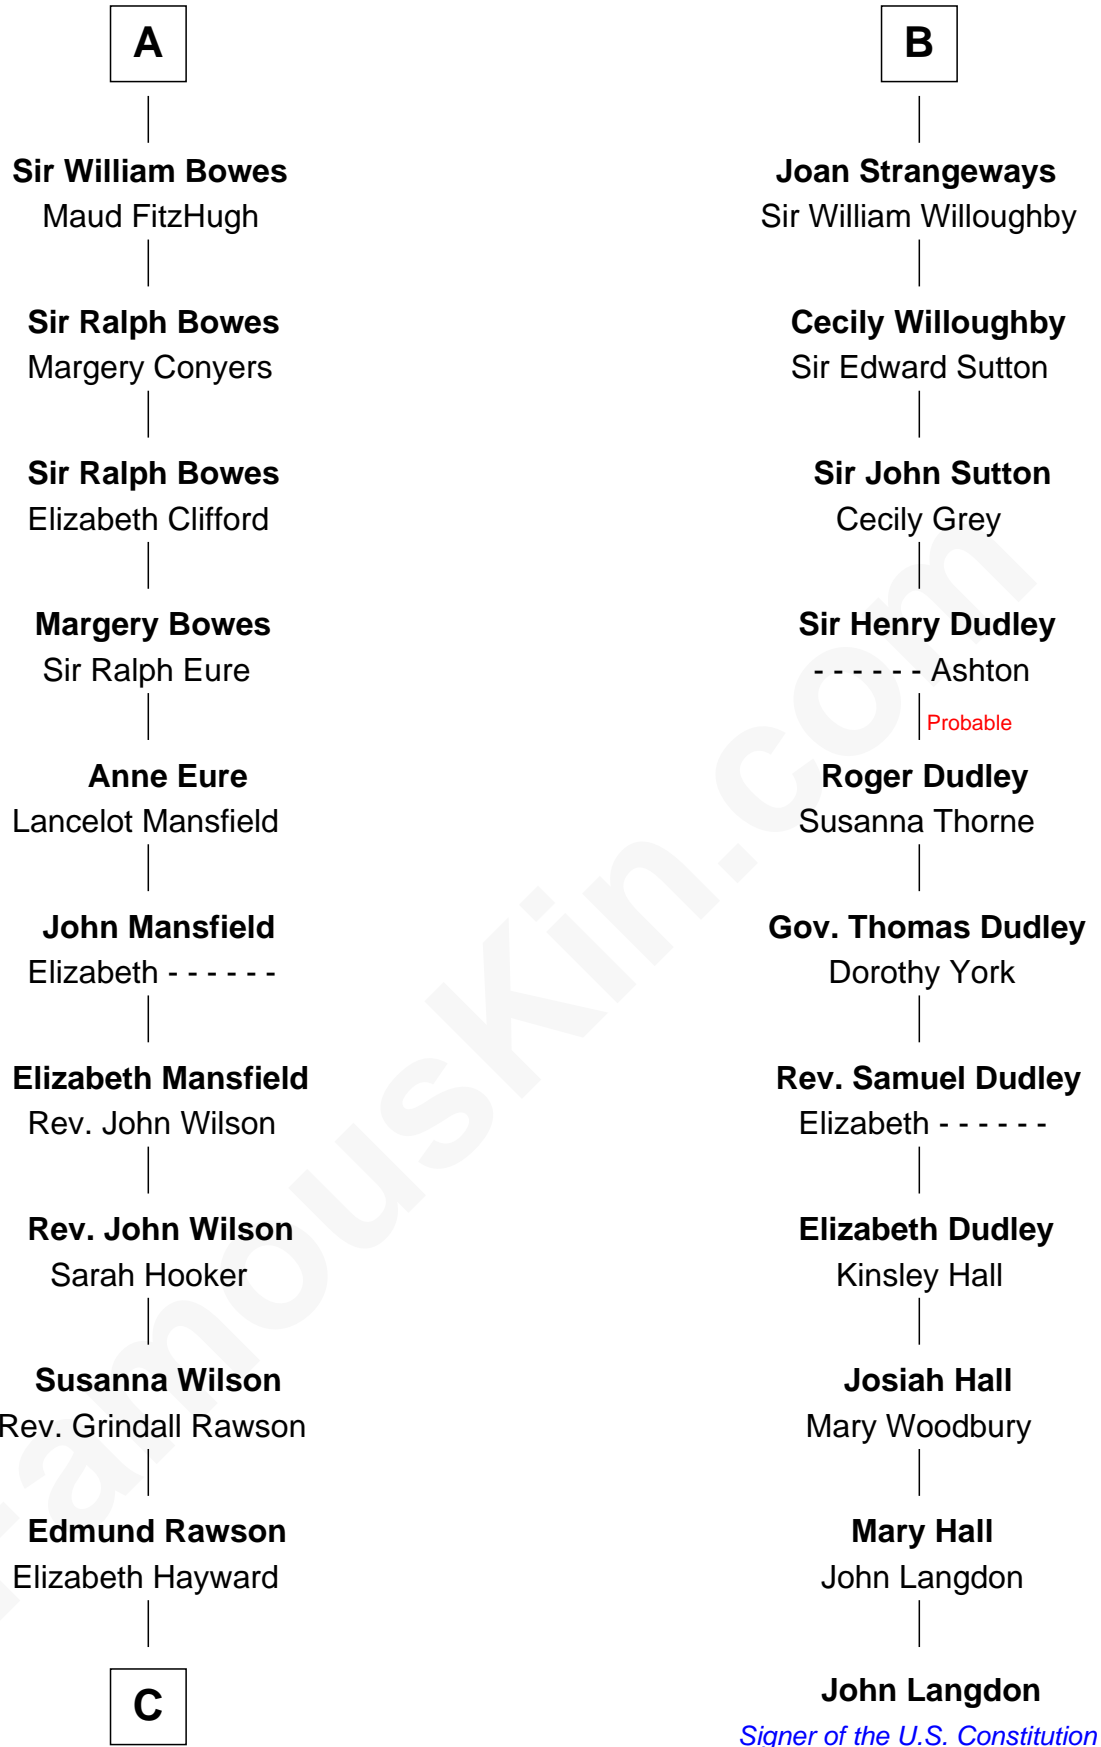 A
Sir William Bowes
Maud FitzHugh
Sir Ralph Bowes
Margery Conyers
Sir Ralph Bowes
Elizabeth Clifford
Margery Bowes
Sir Ralph Eure
Anne Eure
Lancelot Mansfield
John Mansfield
Elizabeth - - - - - -
Elizabeth Mansfield
Rev. John Wilson
Rev. John Wilson
Sarah Hooker
Susanna Wilson
Rev. Grindall Rawson
Edmund Rawson
Elizabeth Hayward
C
B
Joan Strangeways
Sir William Willoughby
Cecily Willoughby
Sir Edward Sutton
Sir John Sutton
Cecily Grey
Sir Henry Dudley
- - - - - - Ashton
Probable
Roger Dudley
Susanna Thorne
Gov. Thomas Dudley
Dorothy York
Rev. Samuel Dudley
Elizabeth - - - - - -
Elizabeth Dudley
Kinsley Hall
Josiah Hall
Mary Woodbury
Mary Hall
John Langdon
John Langdon
Signer of the U.S. Constitution
FamousKin.com